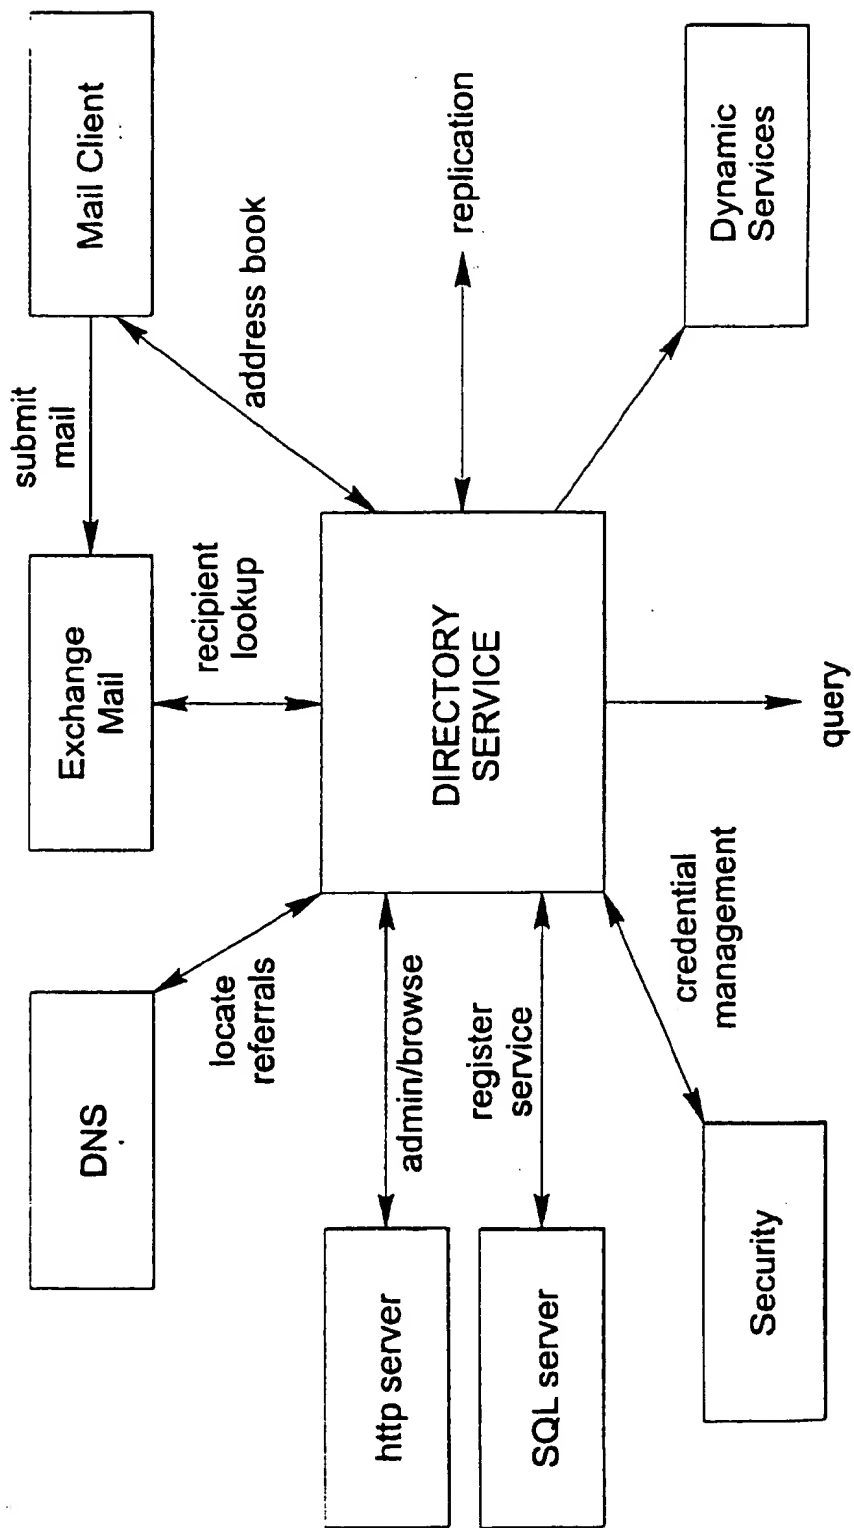 DNS
Exchange
Mail
Mail Client
submit
mail
locate
referrals
recipient
lookup
address book
http server
admin/browse
DIRECTORY
SERVICE
replication
SQL server
register
service
Security
credential
management
query
Dynamic
Services